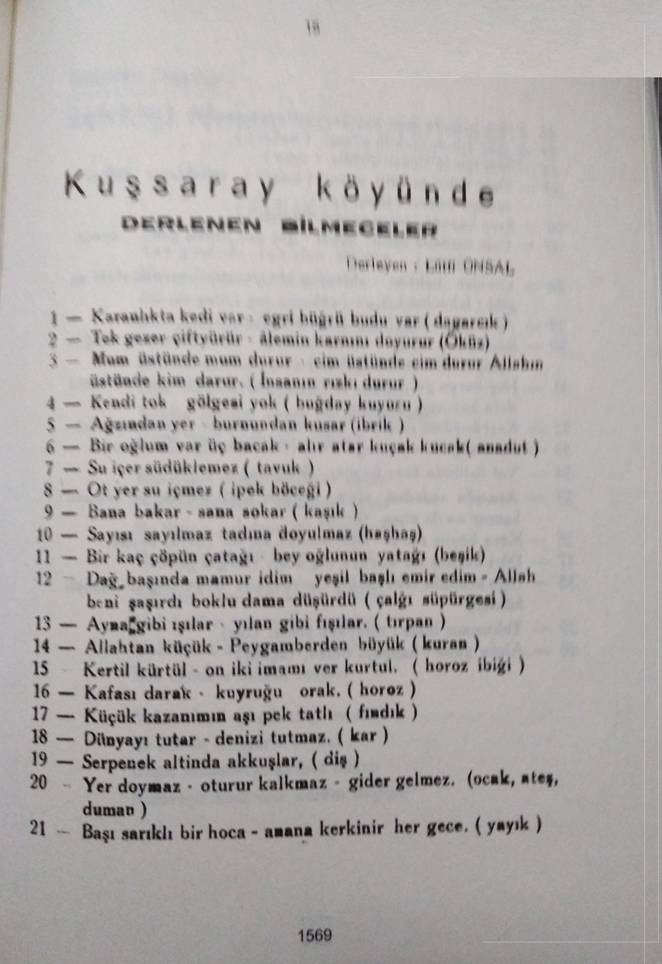 18
Kuşsaray köyünde
DERLENEN BİLMECELER
Derleyen : Lütfi ÜNSAL
1 — Karanlıkta kedi var - egri büğrü budu var ( dagarcık )
2 — Tok gezer çiftyürür - âlemin karnını doyurur (Öküz)
3 — Mum üstünde mum durur - cim üstünde cim durur Allahın
üstünde kim darur. ( İnsanın rızkı durur )
4 — Kendi tok gölgesi yok ( buğday kuyucu )
5 — Ağzından yer - burnundan kusar (ibrik )
6 — Bir oğlum var üç bacak - alır atar kuçak kucak( anadut )
7 — Su içer südüklemez ( tavuk )
8 — Ot yer su içmez ( ipek böceği )
9 — Bana bakar - sana sokar ( kaşık )
10 — Sayısı sayılmaz tadına doyulmaz (haşhaş)
11 — Bir kaç çöpün çatağı - bey oğlunun yatağı (beşik)
12 - Dağ başında mamur idim yeşil başlı emir edim - Allah
beni şaşırdı boklu dama düşürdü ( çalğı süpürgesi )
13 — Ayna gibi ışılar - yılan gibi fışılar. ( tırpan )
14 — Allahtan küçük - Peygamberden büyük ( kuran )
15 - Kertil kürtül - on iki imamı ver kurtul. ( horoz ibiği )
16 — Kafası darak - kuyruğu orak. ( horoz )
17 — Küçük kazanımın aşı pek tatlı ( fındık )
18 — Dünyayı tutar - denizi tutmaz. ( kar )
19 — Serpenek altinda akkuşlar, ( diş )
20 - Yer doymaz - oturur kalkmaz - gider gelmez. (ocak, ateş,
duman )
21 — Başı sarıklı bir hoca - amana kerkinir her gece. ( yayık )
1569